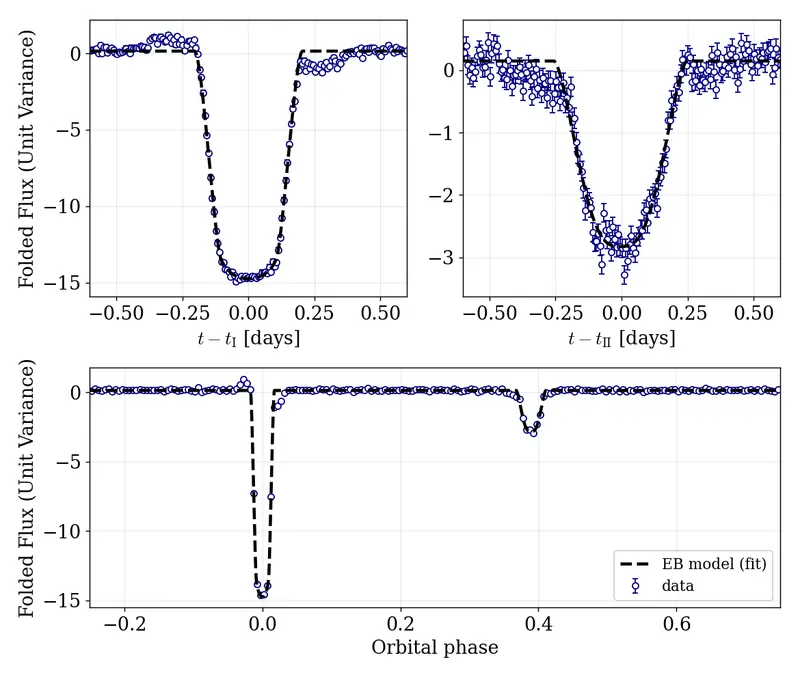 Folded Flux (Unit Variance)
0
−5
−10
−15
−0.50 −0.25 0.00 0.25 0.50
t − t_I [days]
0
−1
−2
−3
−0.50 −0.25 0.00 0.25 0.50
t − t_II [days]
Folded Flux (Unit Variance)
0
−5
−10
−15
−0.2 0.0 0.2 0.4 0.6
Orbital phase
EB model (fit)
data